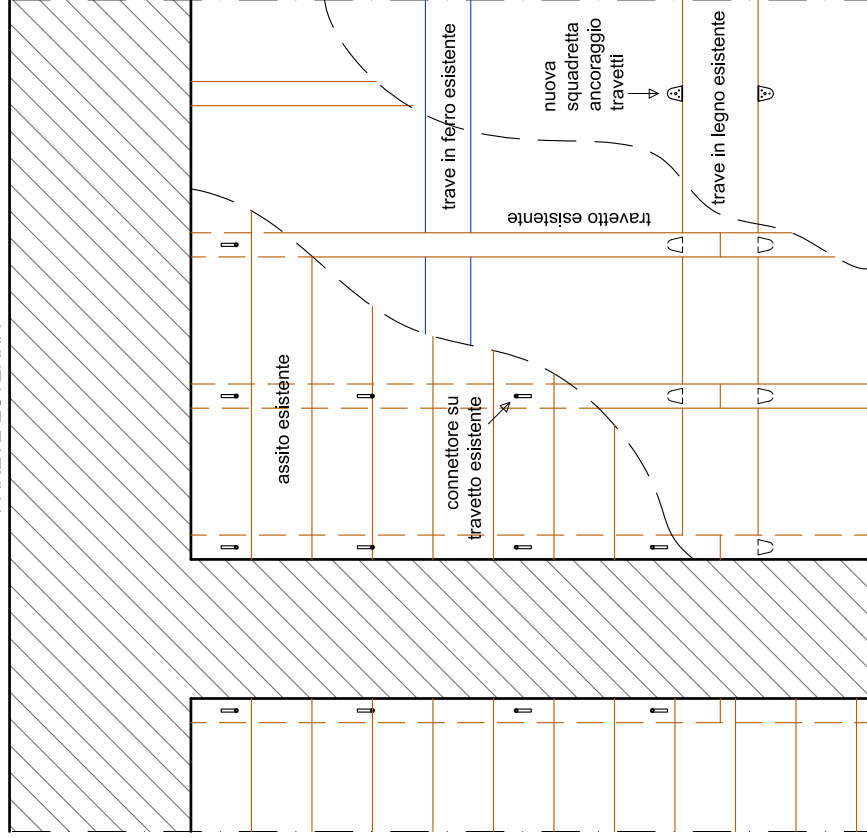 nuova
squadretta
ancoraggio
travetti
trave in ferro esistente
trave in legno esistente
travetto esistente
assito esistente
connettore su
travetto esistente